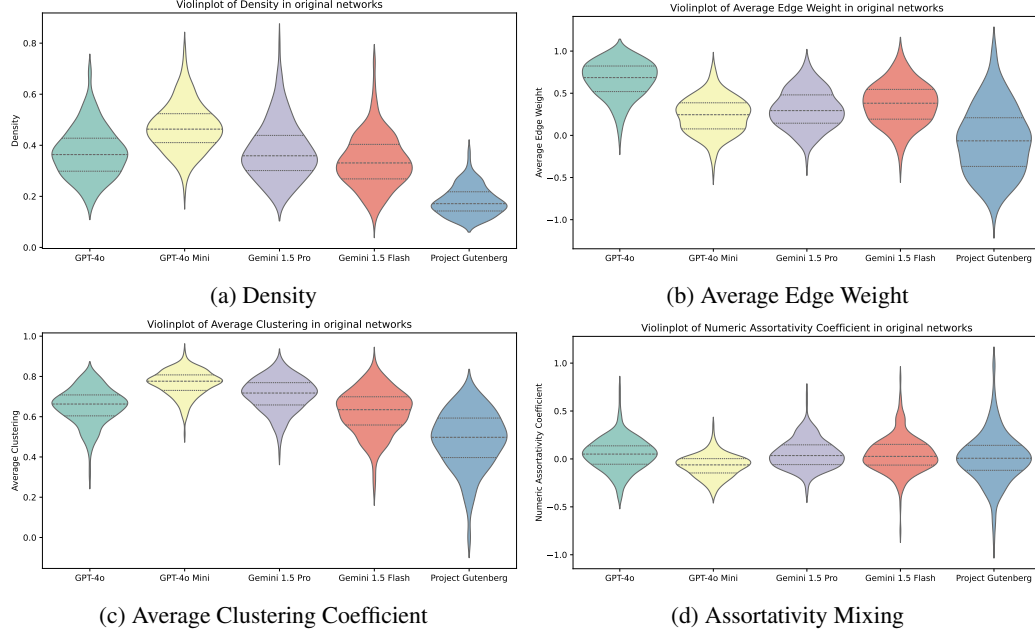 Violinplot of Density in original networks
0.8
0.6
0.4
0.2
0.0
Density
GPT-4o GPT-4o Mini Gemini 1.5 Pro Gemini 1.5 Flash Project Gutenberg
(a) Density
Violinplot of Average Edge Weight in original networks
1.0
0.5
0.0
−0.5
−1.0
Average Edge Weight
GPT-4o GPT-4o Mini Gemini 1.5 Pro Gemini 1.5 Flash Project Gutenberg
(b) Average Edge Weight
Violinplot of Average Clustering in original networks
1.0
0.8
0.6
0.4
0.2
0.0
Average Clustering
GPT-4o GPT-4o Mini Gemini 1.5 Pro Gemini 1.5 Flash Project Gutenberg
(c) Average Clustering Coefficient
Violinplot of Numeric Assortativity Coefficient in original networks
1.0
0.5
0.0
−0.5
−1.0
Numeric Assortativity Coefficient
GPT-4o GPT-4o Mini Gemini 1.5 Pro Gemini 1.5 Flash Project Gutenberg
(d) Assortativity Mixing